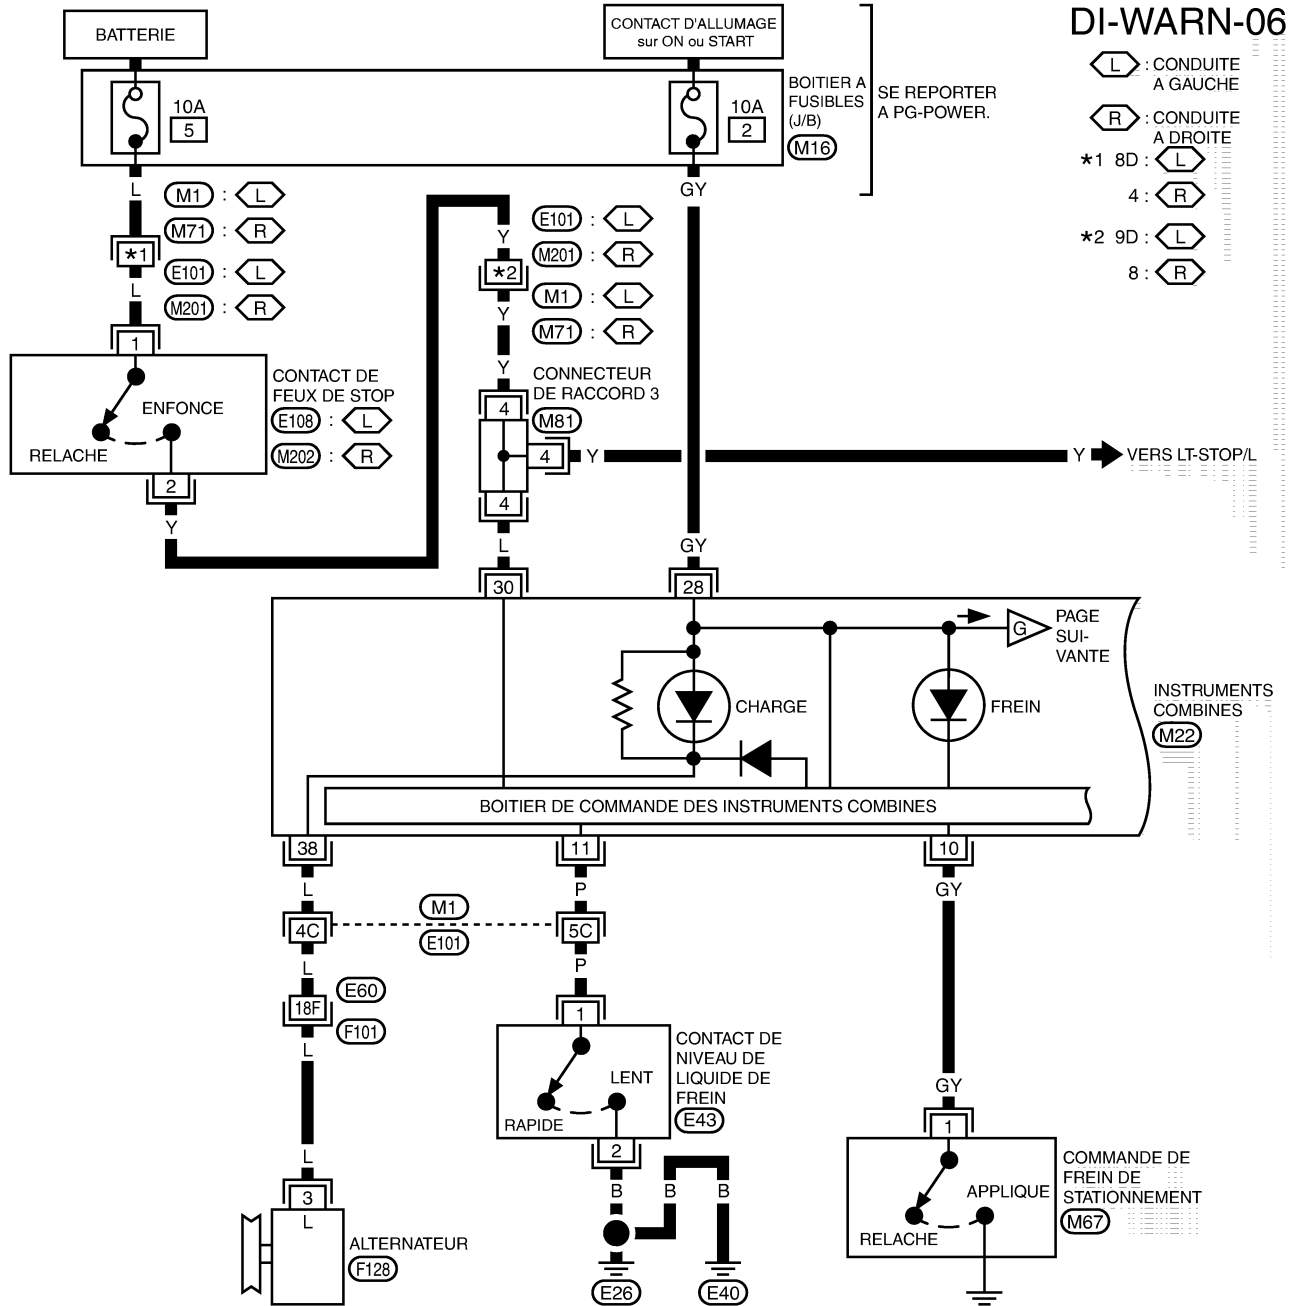 DI-WARN-06
BATTERIE
CONTACT D'ALLUMAGE
sur ON ou START
10A
5
10A
2
BOITIER A
FUSIBLES
(J/B)
M16
SE REPORTER
A PG-POWER.
L : CONDUITE
A GAUCHE
R : CONDUITE
A DROITE
*1 8D : L
4 : R
*2 9D : L
8 : R
L
M1 : L
M71 : R
*1
E101 : L
L
M201 : R
1
GY
Y
E101 : L
M201 : R
*2
M1 : L
Y
M71 : R
Y
CONTACT DE
FEUX DE STOP
E108 : L
M202 : R
ENFONCE
RELACHE
2
Y
CONNECTEUR
DE RACCORD 3
M81
4
4
Y
Y
VERS LT-STOP/L
4
L
GY
30
28
G
PAGE
SUI-
VANTE
CHARGE
FREIN
INSTRUMENTS
COMBINES
M22
BOITIER DE COMMANDE DES INSTRUMENTS COMBINES
38
11
10
L
P
GY
M1
4C
5C
E101
L
P
E60
18F
F101
L
1
CONTACT DE
NIVEAU DE
LIQUIDE DE
FREIN
E43
LENT
RAPIDE
2
GY
1
COMMANDE DE
FREIN DE
STATIONNEMENT
M67
APPLIQUE
RELACHE
L
3
L
ALTERNATEUR
F128
B
B
B
E26
E40